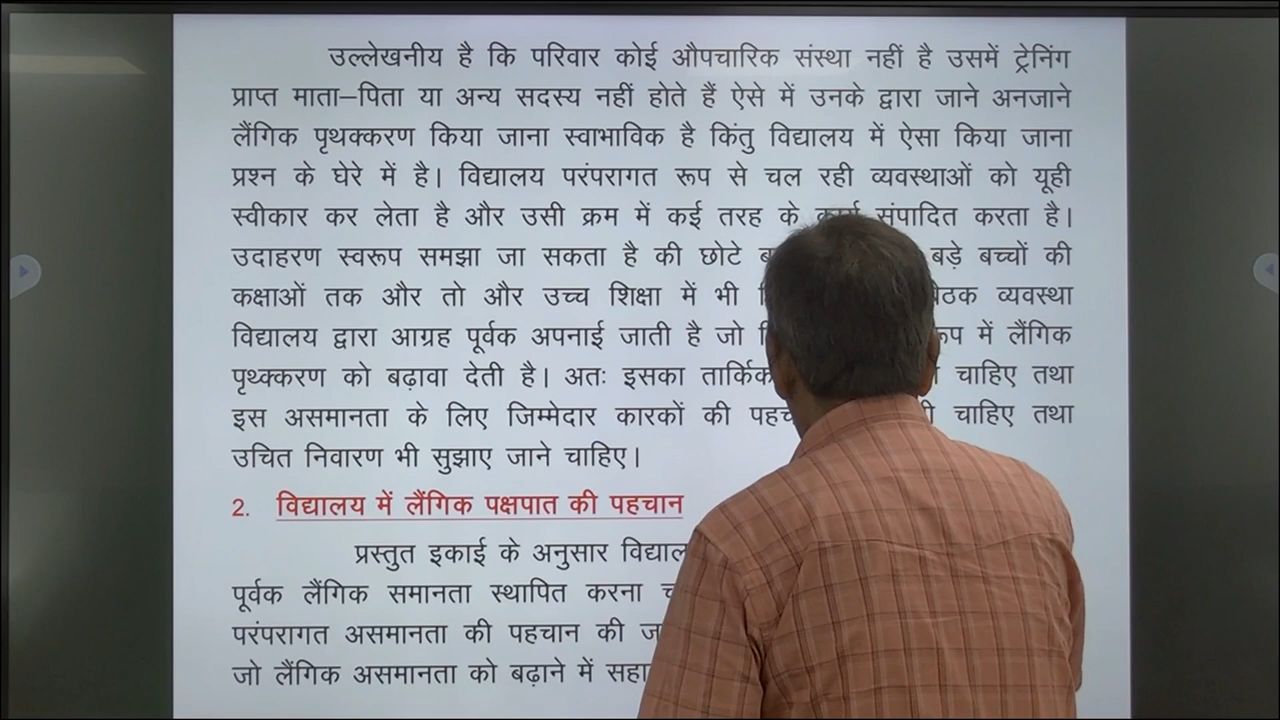 उल्लेखनीय है कि परिवार कोई औपचारिक संस्था नहीं है उसमें ट्रेनिंग
प्राप्त माता–पिता या अन्य सदस्य नहीं होते हैं ऐसे में उनके द्वारा जाने अनजाने
लैंगिक पृथक्करण किया जाना स्वाभाविक है किंतु विद्यालय में ऐसा किया जाना
प्रश्न के घेरे में है। विद्यालय परंपरागत रूप से चल रही व्यवस्थाओं को यूही
स्वीकार कर लेता है और उसी क्रम में कई तरह के कार्य संपादित करता है।
उदाहरण स्वरूप समझा जा सकता है की छोटे बड़े बच्चों की
कक्षाओं तक और तो और उच्च शिक्षा में भी व्यवस्था
विद्यालय द्वारा आग्रह पूर्वक अपनाई जाती है जो में लैंगिक
पृथ्क्करण को बढ़ावा देती है। अतः इसका चाहिए तथा
इस असमानता के लिए जिम्मेदार कारकों की चाहिए तथा
उचित निवारण भी सुझाए जाने चाहिए।
2. विद्यालय में लैंगिक पक्षपात की पहचान
प्रस्तुत इकाई के अनुसार
पूर्वक लैंगिक समानता स्थापित करना
परंपरागत असमानता की पहचान की
जो लैंगिक असमानता को बढ़ाने में